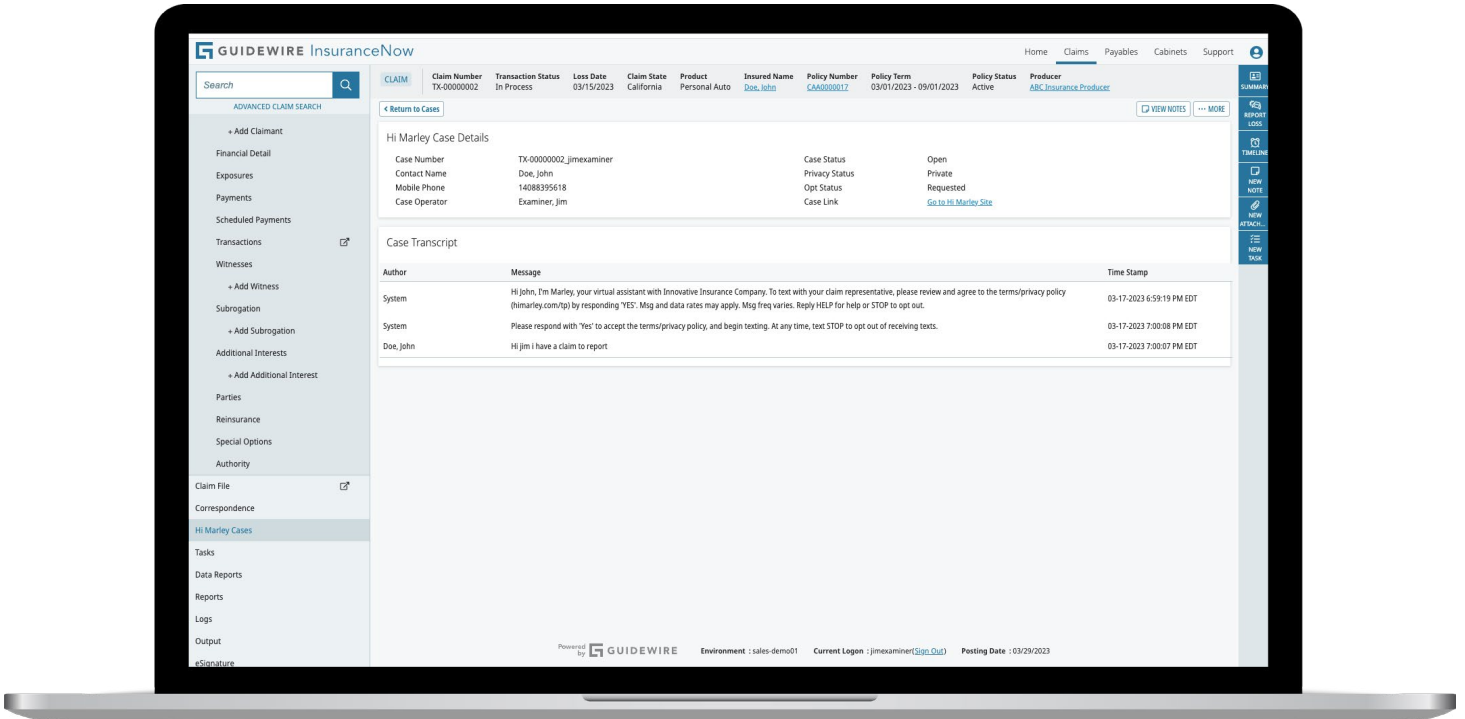 GUIDEWIRE InsuranceNow
Home Claims Payables Cabinets Support
Search
ADVANCED CLAIM SEARCH
+ Add Claimant
Financial Detail
Exposures
Payments
Scheduled Payments
Transactions
Witnesses
+ Add Witness
Subrogation
+ Add Subrogation
Additional Interests
+ Add Additional Interest
Parties
Reinsurance
Special Options
Authority
Claim File
Correspondence
Hi Marley Cases
Tasks
Data Reports
Reports
Logs
Output
eSignature
CLAIM
Claim Number Transaction Status Loss Date Claim State Product Insured Name Policy Number Policy Term Policy Status Producer
TX-00000002 In Process 03/15/2023 California Personal Auto Doe, John CAA0000017 03/01/2023 - 09/01/2023 Active ABC Insurance Producer
Return to Cases
VIEW NOTES ... MORE
Hi Marley Case Details
Case Number TX-00000002_jimexaminer Case Status Open
Contact Name Doe, John Privacy Status Private
Mobile Phone 14088395618 Opt Status Requested
Case Operator Examiner, Jim Case Link Go to Hi Marley Site
Case Transcript
Author Message Time Stamp
Hi John, I'm Marley, your virtual assistant with Innovative Insurance Company. To text with your claim representative, please review and agree to the terms/privacy policy
System (himarley.com/tp) by responding 'YES'. Msg and data rates may apply. Msg freq varies. Reply HELP for help or STOP to opt out. 03-17-2023 6:59:19 PM EDT
System Please respond with 'Yes' to accept the terms/privacy policy, and begin texting. At any time, text STOP to opt out of receiving texts. 03-17-2023 7:00:08 PM EDT
Doe, John Hi jim i have a claim to report 03-17-2023 7:00:07 PM EDT
SUMMARY
REPORT
LOSS
TIMELINE
NEW
NOTE
NEW
ATTACH...
NEW
TASK
Powered by GUIDEWIRE Environment : sales-demo01 Current Logon : jimexaminer(Sign Out) Posting Date : 03/29/2023